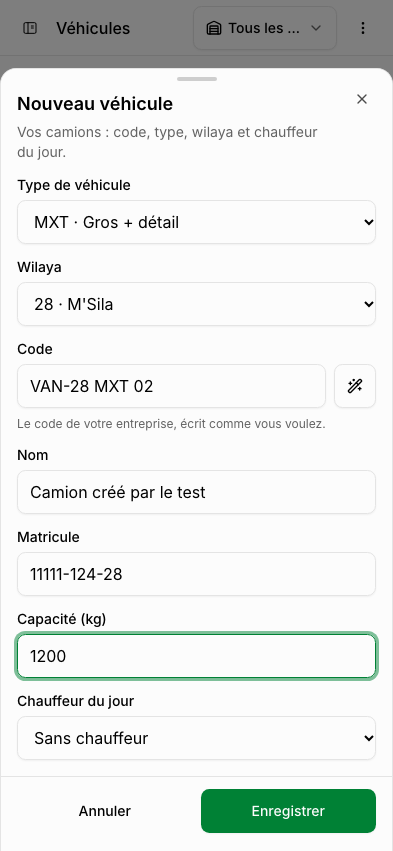 Véhicules
Tous les ...
Nouveau véhicule
Vos camions : code, type, wilaya et chauffeur
du jour.
Type de véhicule
MXT · Gros + détail
Wilaya
28 · M'Sila
Code
VAN-28 MXT 02
Le code de votre entreprise, écrit comme vous voulez.
Nom
Camion créé par le test
Matricule
11111-124-28
Capacité (kg)
1200
Chauffeur du jour
Sans chauffeur
Annuler
Enregistrer